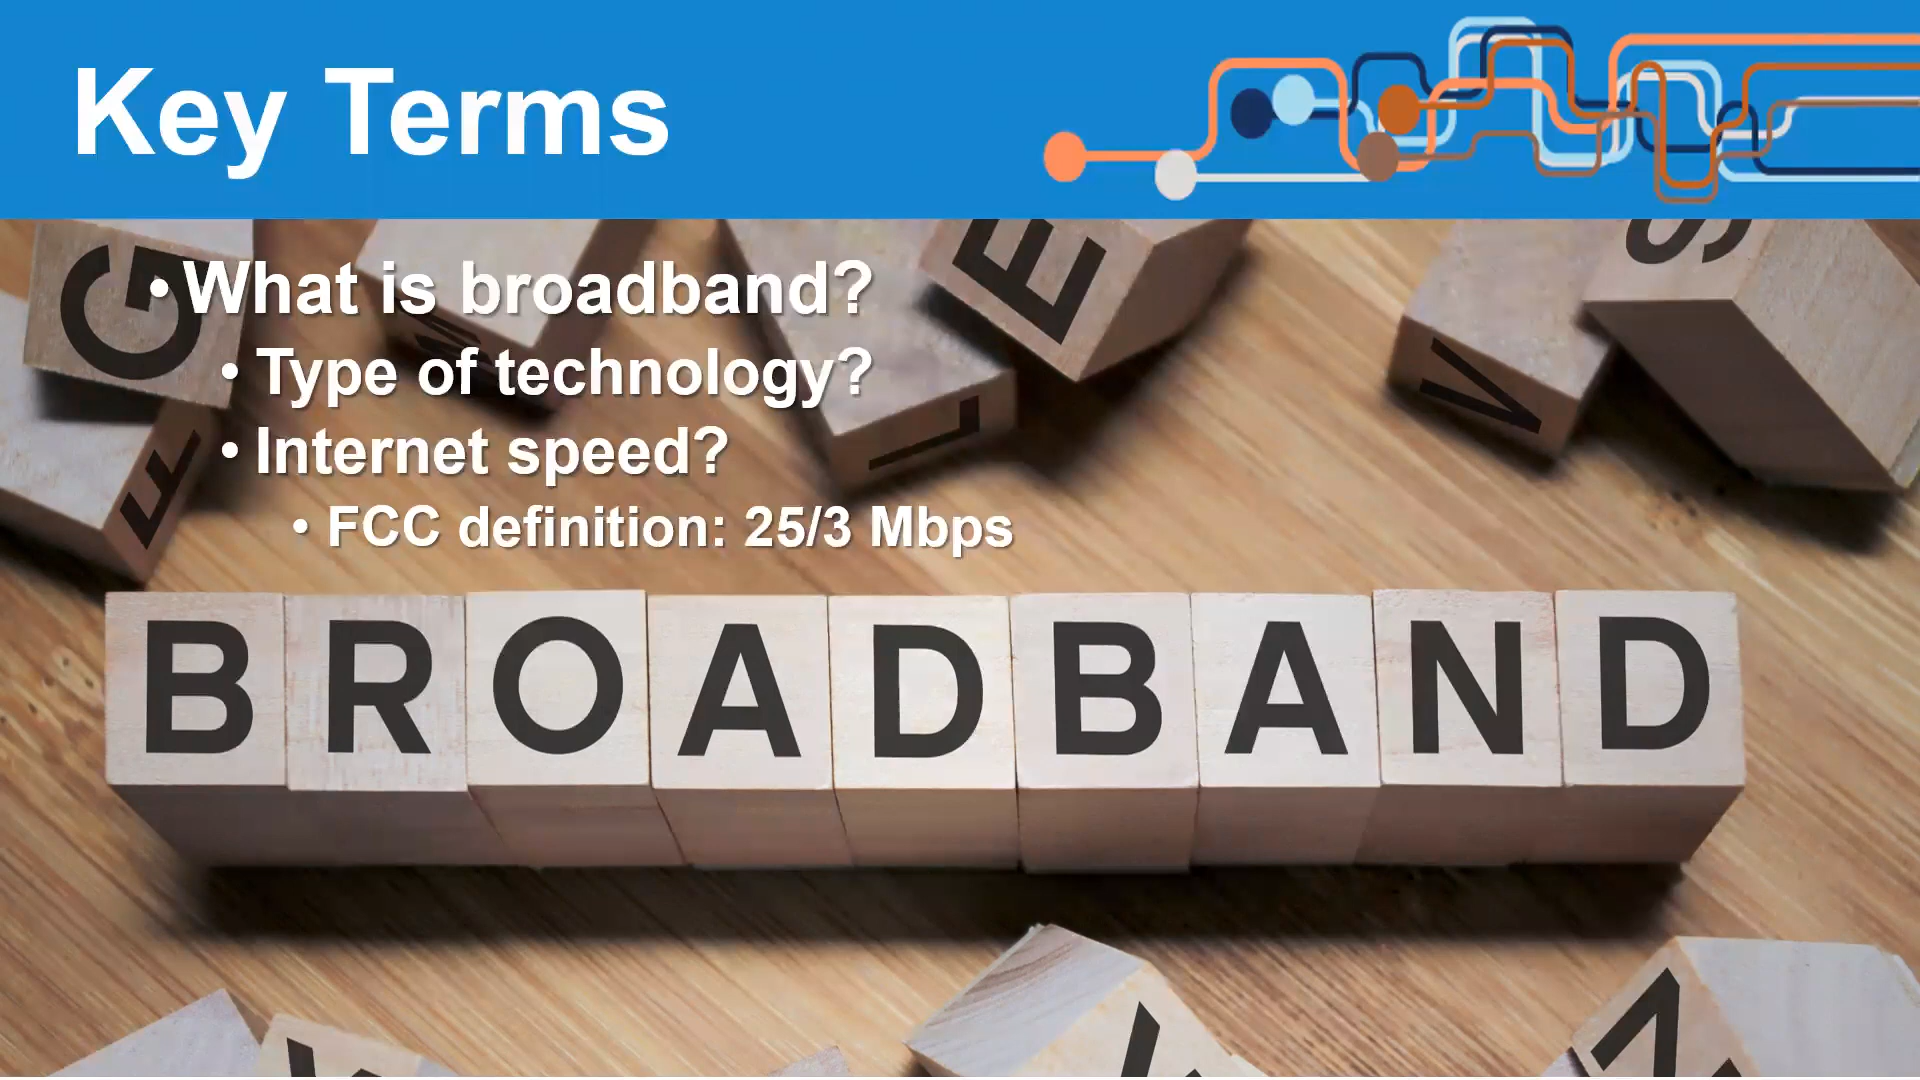 Key Terms
• What is broadband?
• Type of technology?
• Internet speed?
• FCC definition: 25/3 Mbps
BROADBAND
G
E
S
L
V
F
Z